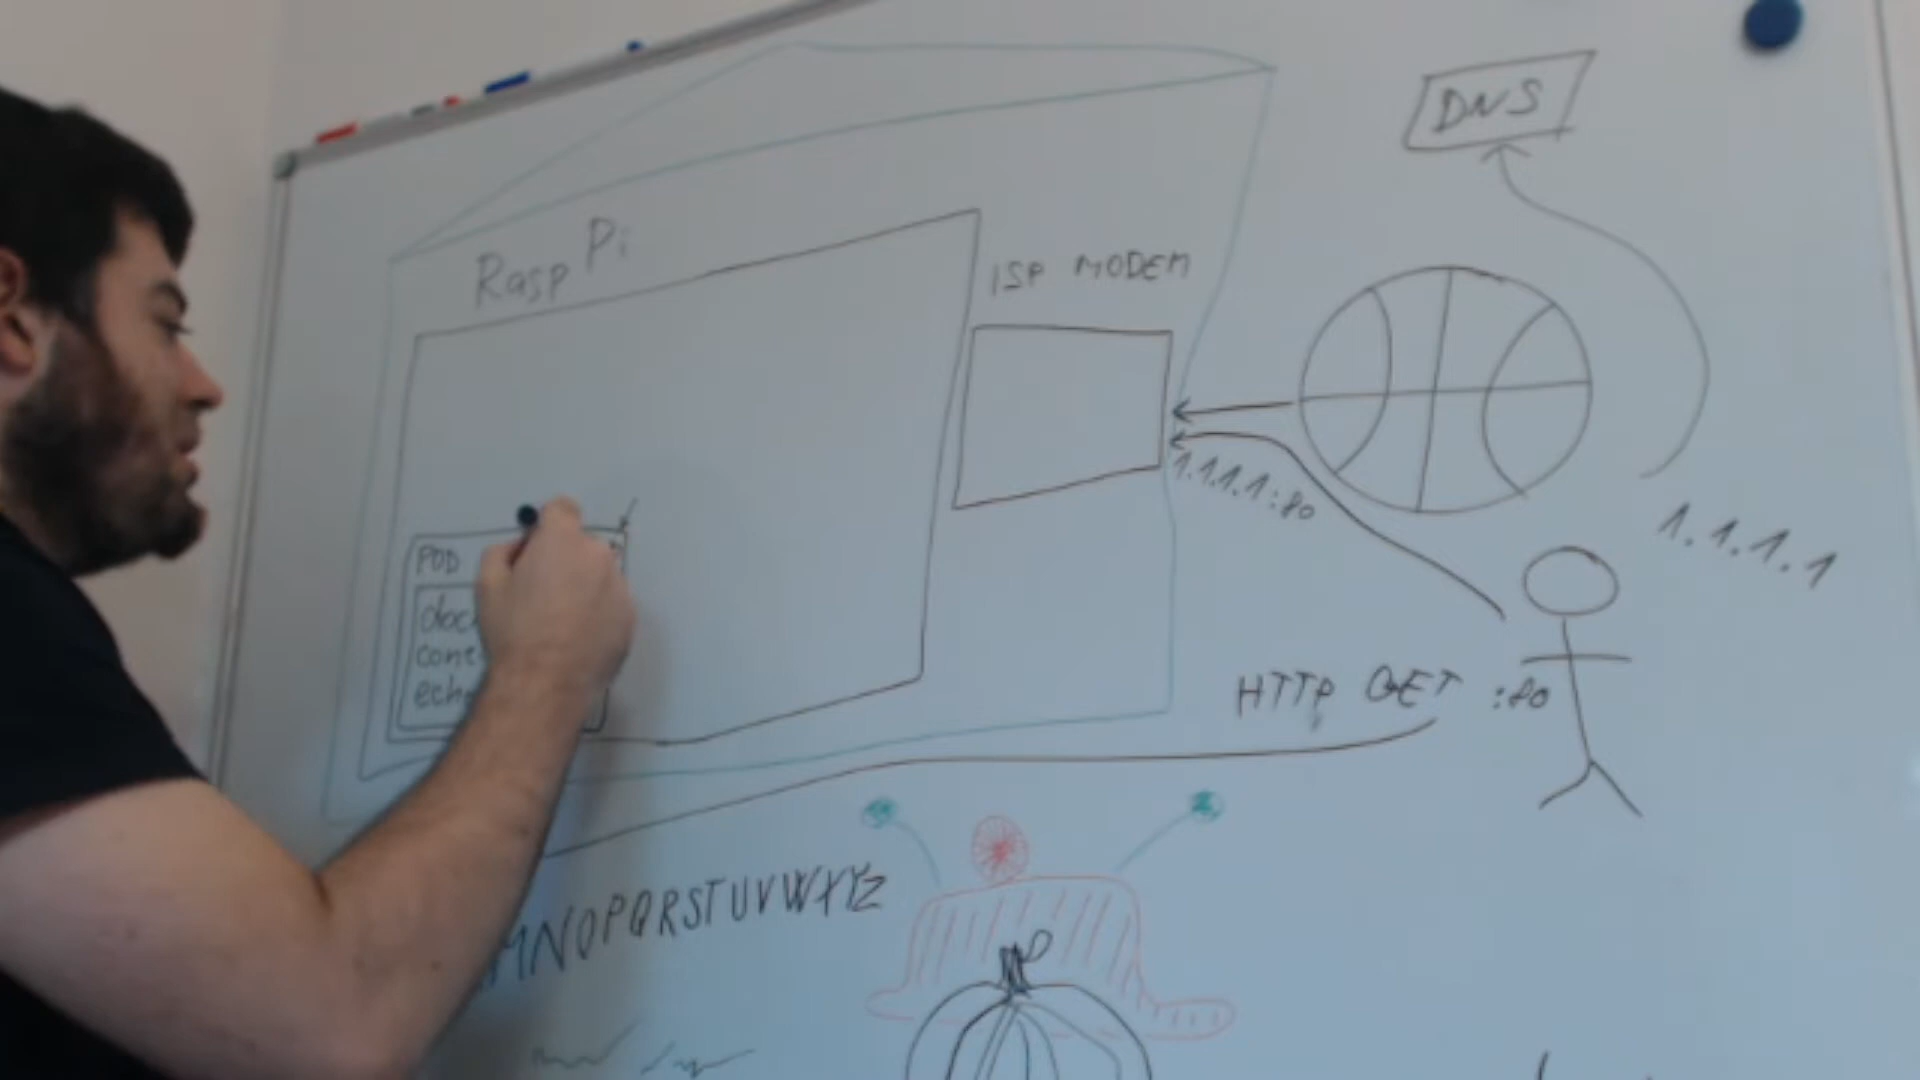 DNS
Rasp Pi
ISP MODEM
1.1.1.1:80
1.1.1.1
POD
HTTP GET :80
MNOPQRSTUVWXYZ